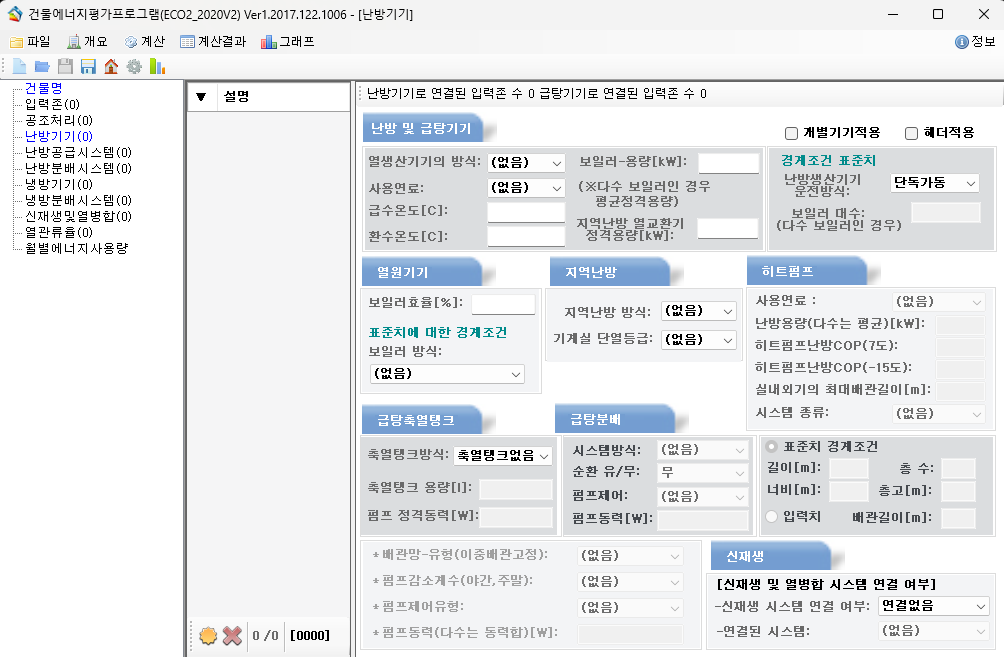 건물에너지평가프로그램(ECO2_2020V2) Ver1.2017.122.1006 - [난방기기]
파일 개요 계산 계산결과 그래프 정보
건물명
입력존(0)
공조처리(0)
난방기기(0)
난방공급시스템(0)
난방분배시스템(0)
냉방기기(0)
냉방분배시스템(0)
신재생및열병합(0)
열관류율(0)
월별에너지사용량
▼ 설명
0 /0 [0000]
난방기기로 연결된 입력존 수 0 급탕기기로 연결된 입력존 수 0
난방 및 급탕기기
개별기기적용 헤더적용
열생산기기의 방식: (없음) 보일러-용량[kW]:
사용연료: (없음) (※다수 보일러인 경우
평균정격용량)
급수온도[C]:
환수온도[C]:
지역난방 열교환기
정격용량[kW]:
경계조건 표준치
난방생산기기
운전방식: 단독가동
보일러 대수:
(다수 보일러인 경우)
열원기기
보일러효율[%]:
표준치에 대한 경계조건
보일러 방식:
(없음)
지역난방
지역난방 방식: (없음)
기계실 단열등급: (없음)
히트펌프
사용연료 : (없음)
난방용량(다수는 평균)[kW]:
히트펌프난방COP(7도):
히트펌프난방COP(-15도):
실내외기의 최대배관길이[m]:
시스템 종류: (없음)
급탕축열탱크
축열탱크방식: 축열탱크없음
축열탱크 용량[l]:
펌프 정격동력[W]:
급탕분배
시스템방식: (없음)
순환 유/무: 무
펌프제어: (없음)
펌프동력[W]:
표준치 경계조건
길이[m]: 층 수:
너비[m]: 층고[m]:
입력치 배관길이[m]:
*배관망-유형(이중배관고정): (없음)
*펌프감소계수(야간,주말): (없음)
*펌프제어유형: (없음)
*펌프동력(다수는 동력합)[W]:
신재생
[신재생 및 열병합 시스템 연결 여부]
-신재생 시스템 연결 여부: 연결없음
-연결된 시스템: (없음)